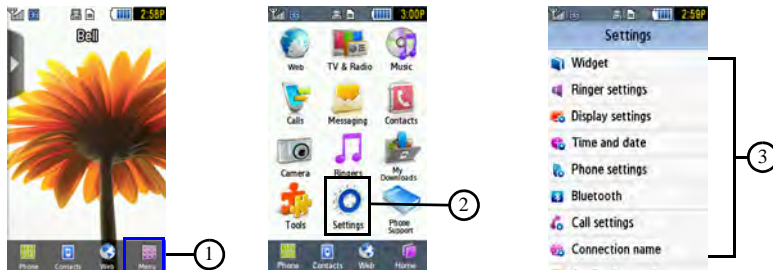 2:58P
Bell
Phone Contacts Web Menu
1
3:00P
Web TV & Radio Music
Calls Messaging Contacts
Camera Ringers My Downloads
Tools Settings Phone Support
Phone Contacts Web Home
2
2:58P
Settings
Widget
Ringer settings
Display settings
Time and date
Phone settings
Bluetooth
Call settings
Connection name
3